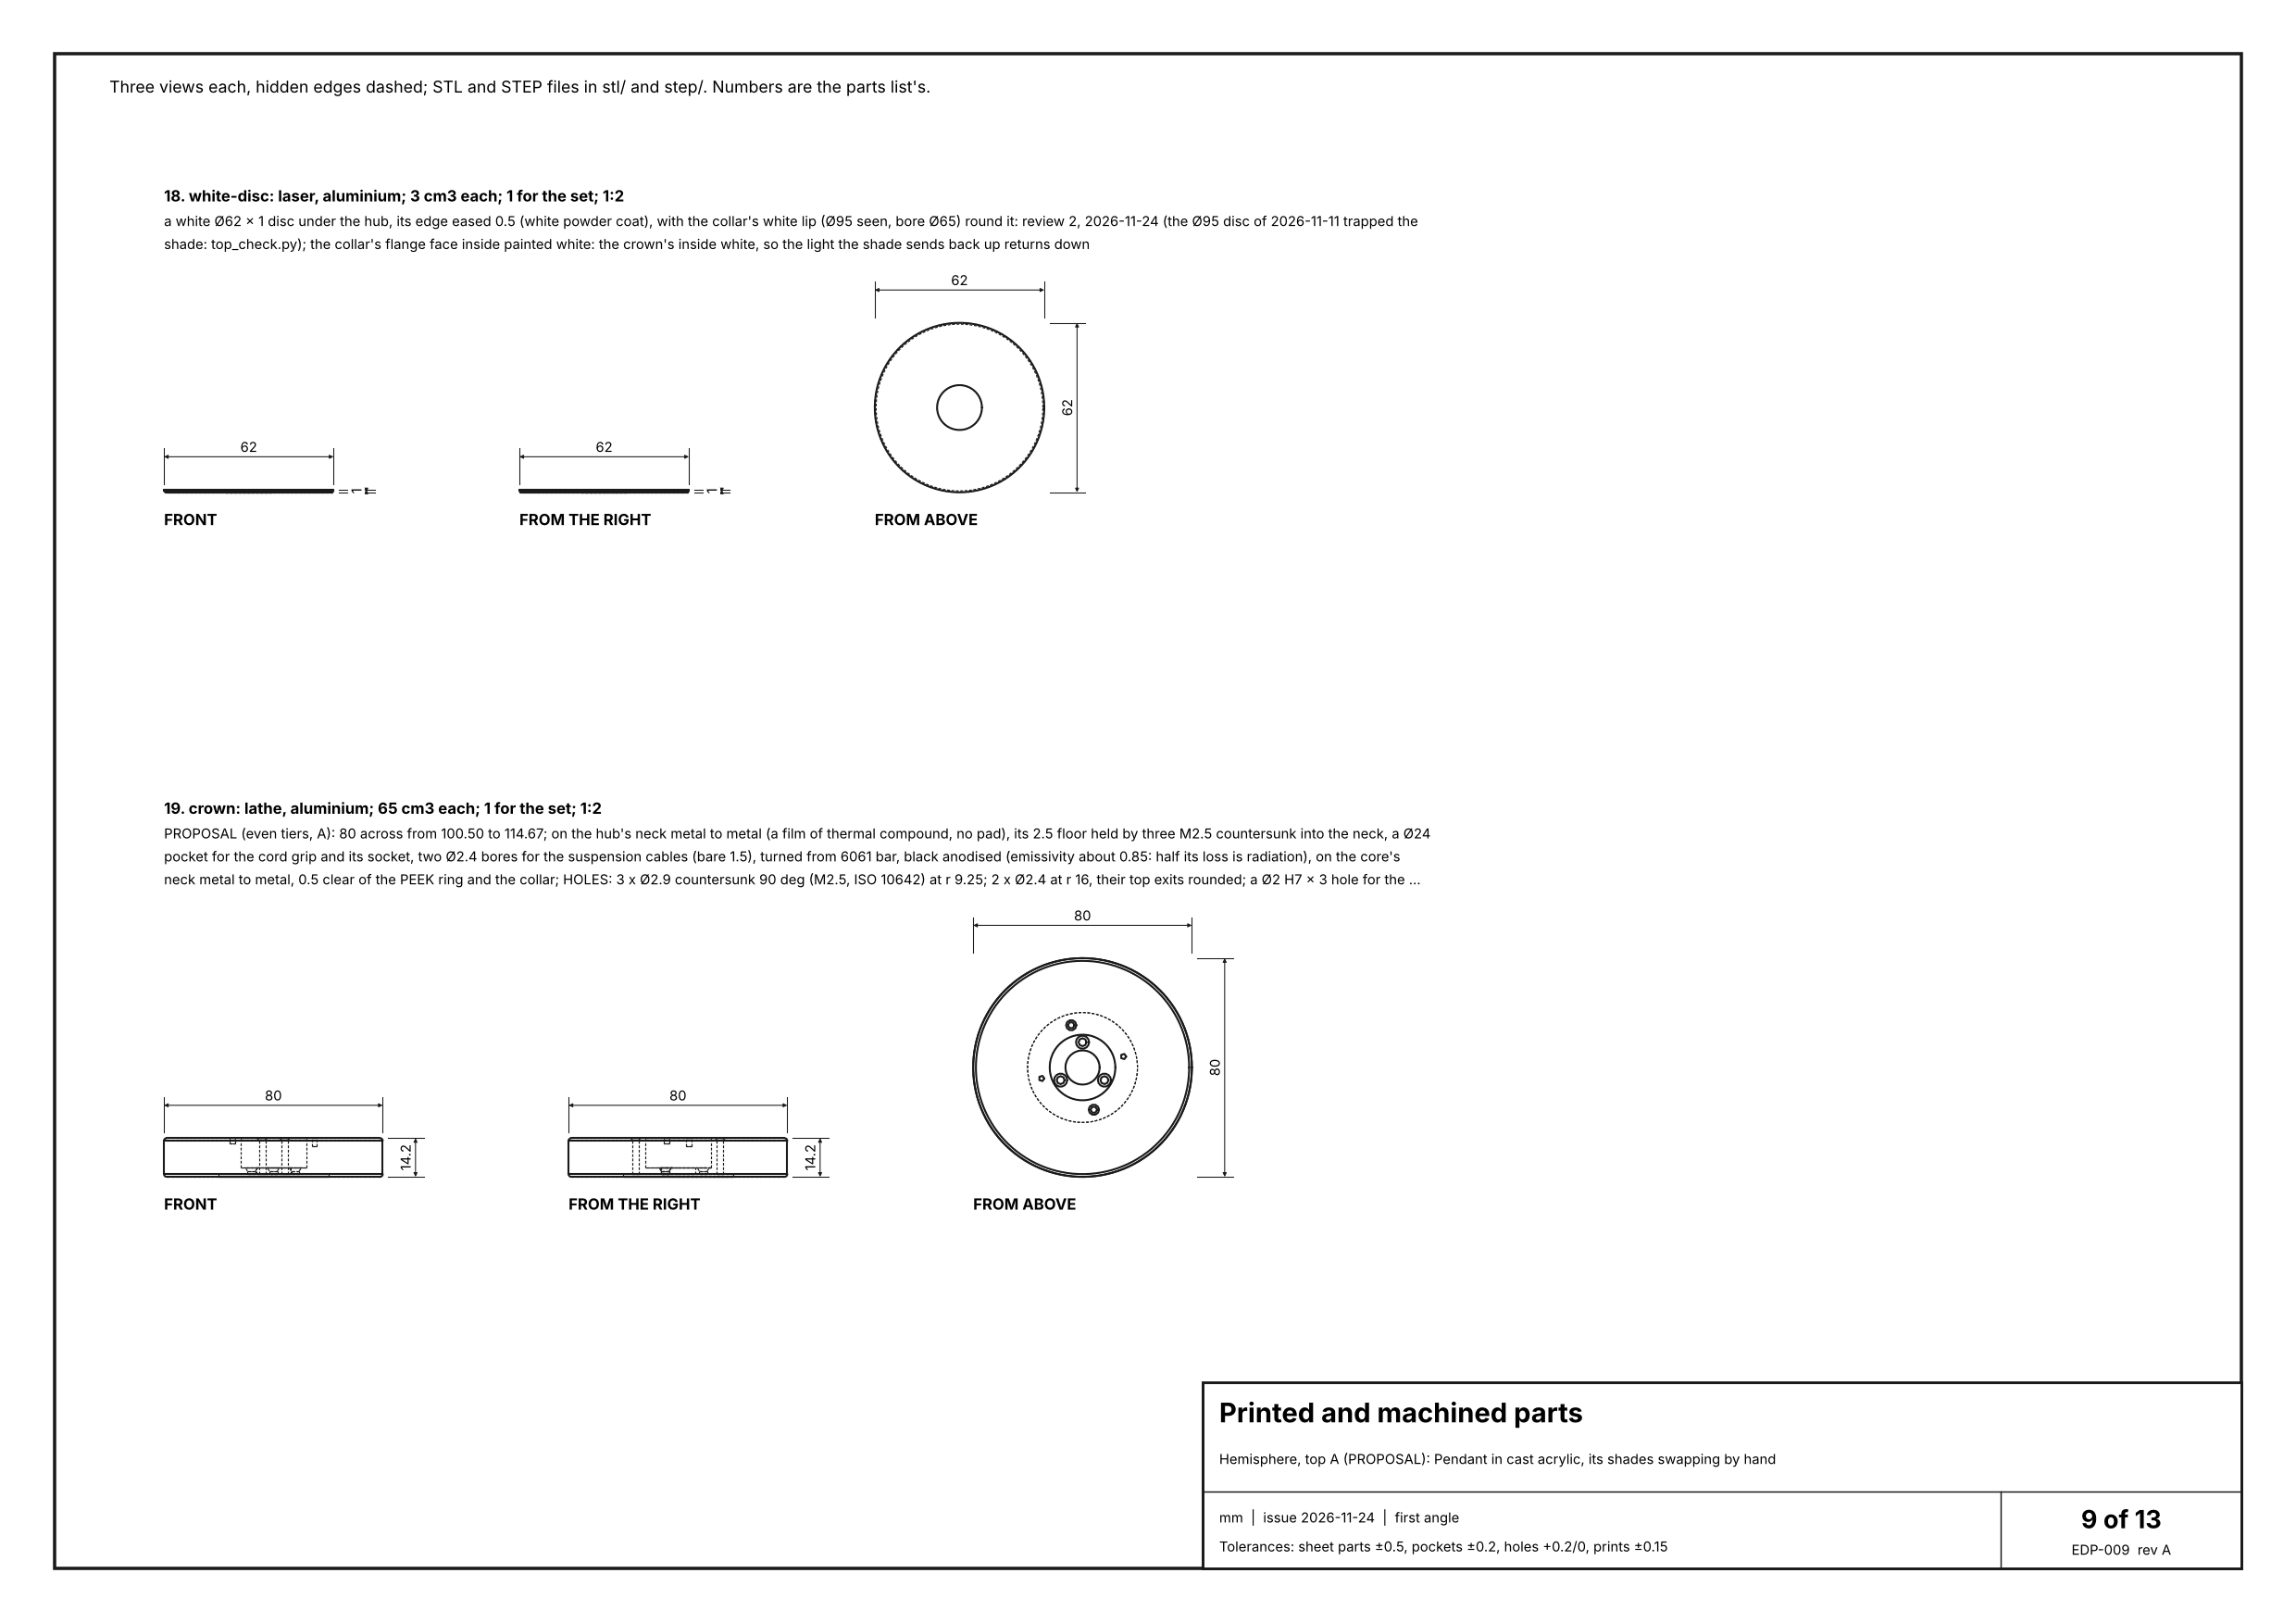 Three views each, hidden edges dashed; STL and STEP files in stl/ and step/. Numbers are the parts list's.
18. white-disc: laser, aluminium; 3 cm3 each; 1 for the set; 1:2
a white Ø62 × 1 disc under the hub, its edge eased 0.5 (white powder coat), with the collar's white lip (Ø95 seen, bore Ø65) round it: review 2, 2026-11-24 (the Ø95 disc of 2026-11-11 trapped the
shade: top_check.py); the collar's flange face inside painted white: the crown's inside white, so the light the shade sends back up returns down
62
62
62
1
62
1
FRONT
FROM THE RIGHT
FROM ABOVE
19. crown: lathe, aluminium; 65 cm3 each; 1 for the set; 1:2
PROPOSAL (even tiers, A): 80 across from 100.50 to 114.67; on the hub's neck metal to metal (a film of thermal compound, no pad), its 2.5 floor held by three M2.5 countersunk into the neck, a Ø24
pocket for the cord grip and its socket, two Ø2.4 bores for the suspension cables (bare 1.5), turned from 6061 bar, black anodised (emissivity about 0.85: half its loss is radiation), on the core's
neck metal to metal, 0.5 clear of the PEEK ring and the collar; HOLES: 3 x Ø2.9 countersunk 90 deg (M2.5, ISO 10642) at r 9.25; 2 x Ø2.4 at r 16, their top exits rounded; a Ø2 H7 × 3 hole for the ...
80
80
80
14.2
80
14.2
FRONT
FROM THE RIGHT
FROM ABOVE
Printed and machined parts
Hemisphere, top A (PROPOSAL): Pendant in cast acrylic, its shades swapping by hand
mm | issue 2026-11-24 | first angle
Tolerances: sheet parts ±0.5, pockets ±0.2, holes +0.2/0, prints ±0.15
9 of 13
EDP-009 rev A